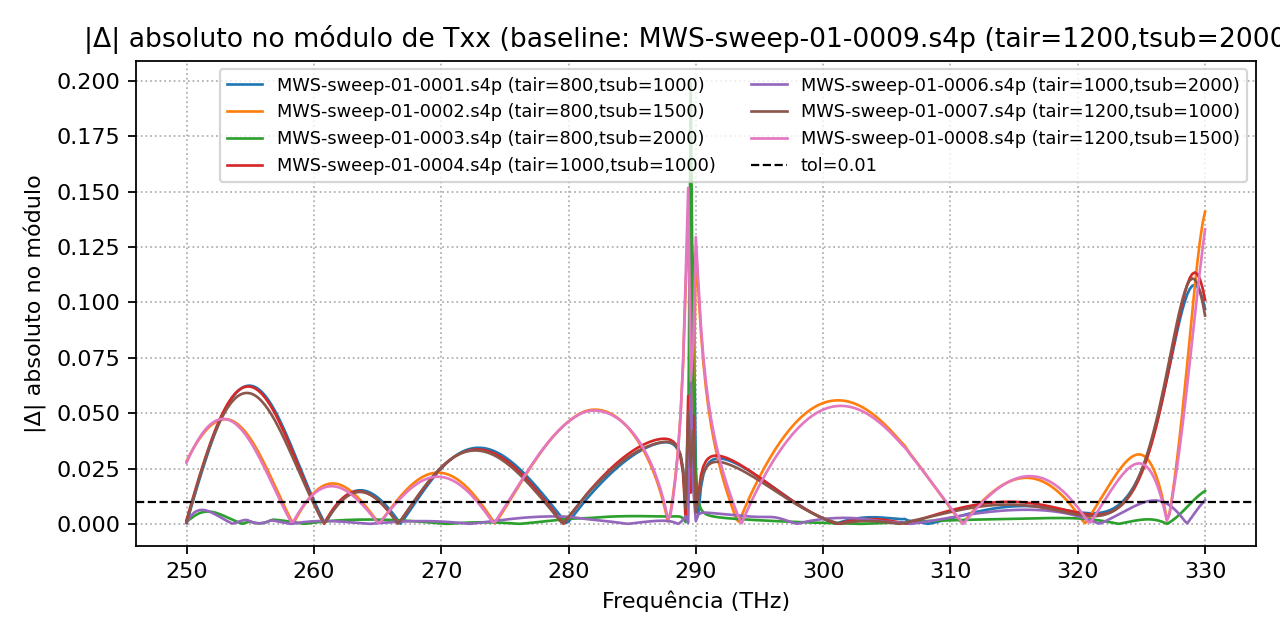 |Δ| absoluto no módulo de Txx (baseline: MWS-sweep-01-0009.s4p (tair=1200,tsub=2000
|Δ| absoluto no módulo
0.200
0.175
0.150
0.125
0.100
0.075
0.050
0.025
0.000
MWS-sweep-01-0001.s4p (tair=800,tsub=1000)
MWS-sweep-01-0002.s4p (tair=800,tsub=1500)
MWS-sweep-01-0003.s4p (tair=800,tsub=2000)
MWS-sweep-01-0004.s4p (tair=1000,tsub=1000)
MWS-sweep-01-0006.s4p (tair=1000,tsub=2000)
MWS-sweep-01-0007.s4p (tair=1200,tsub=1000)
MWS-sweep-01-0008.s4p (tair=1200,tsub=1500)
tol=0.01
250 260 270 280 290 300 310 320 330
Frequência (THz)